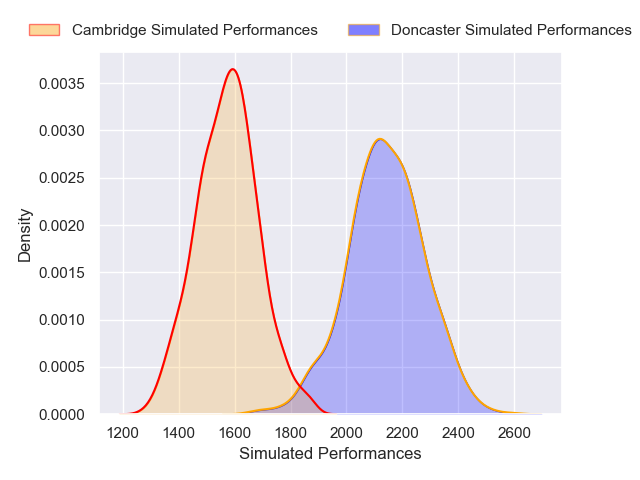 Cambridge Simulated Performances Doncaster Simulated Performances
0.0035
0.0030
0.0025
0.0020
0.0015
0.0010
0.0005
0.0000
Density
1200 1400 1600 1800 2000 2200 2400 2600
Simulated Performances